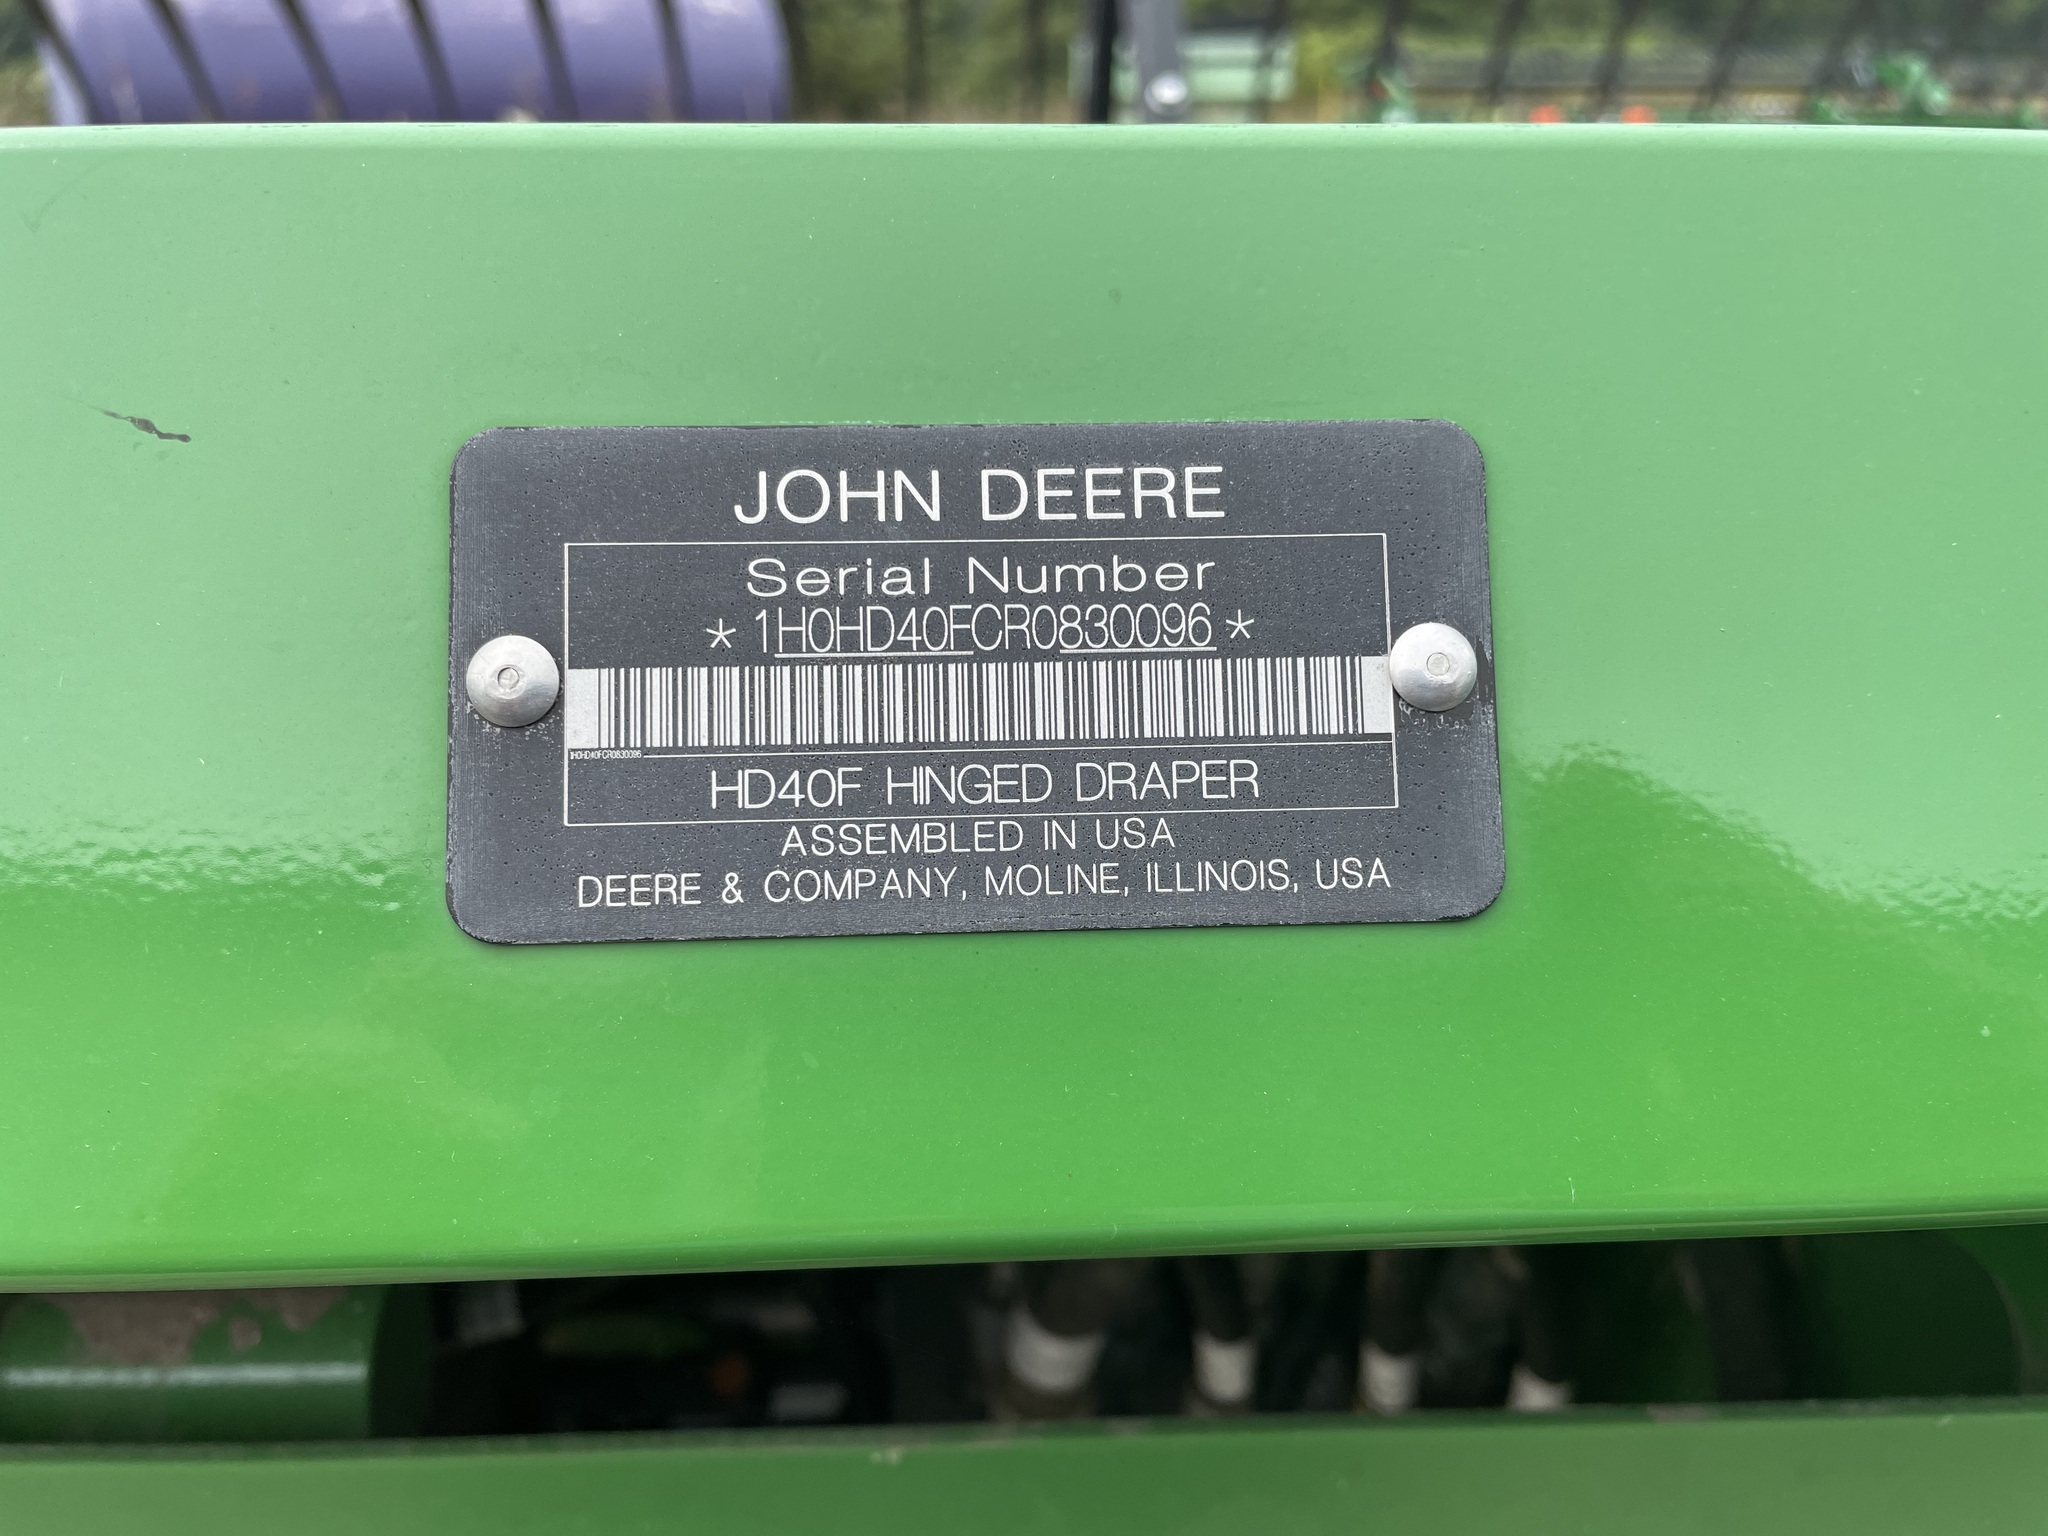 JOHN DEERE
Serial Number
*1H0HD40FCR0830096*
1H0HD40FCR0830096
HD40F HINGED DRAPER
ASSEMBLED IN USA
DEERE & COMPANY, MOLINE, ILLINOIS, USA